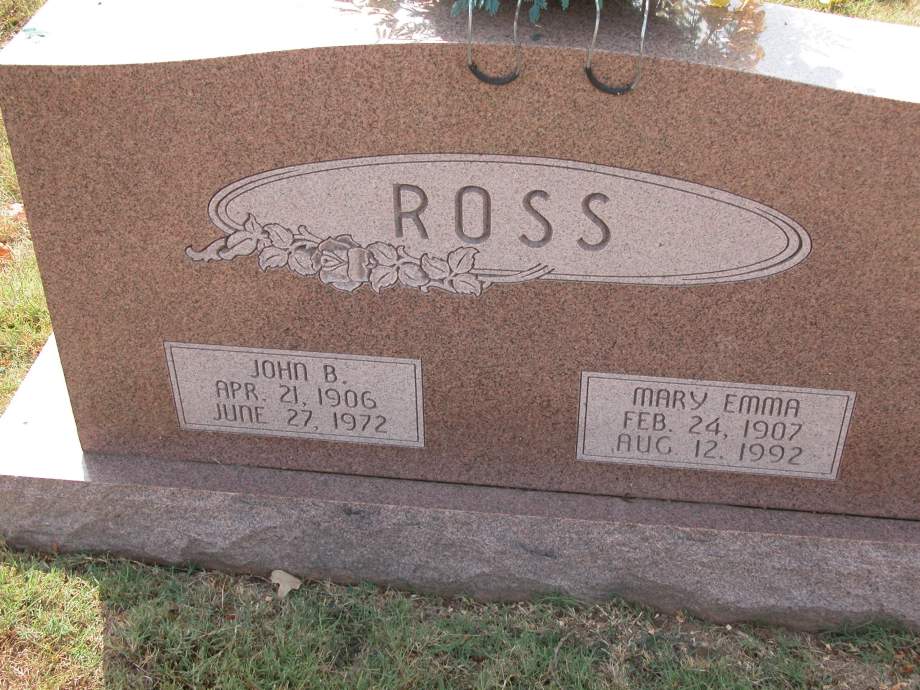 ROSS
JOHN B.
APR. 21, 1906
JUNE 27, 1972
MARY EMMA
FEB. 24, 1907
AUG. 12, 1992